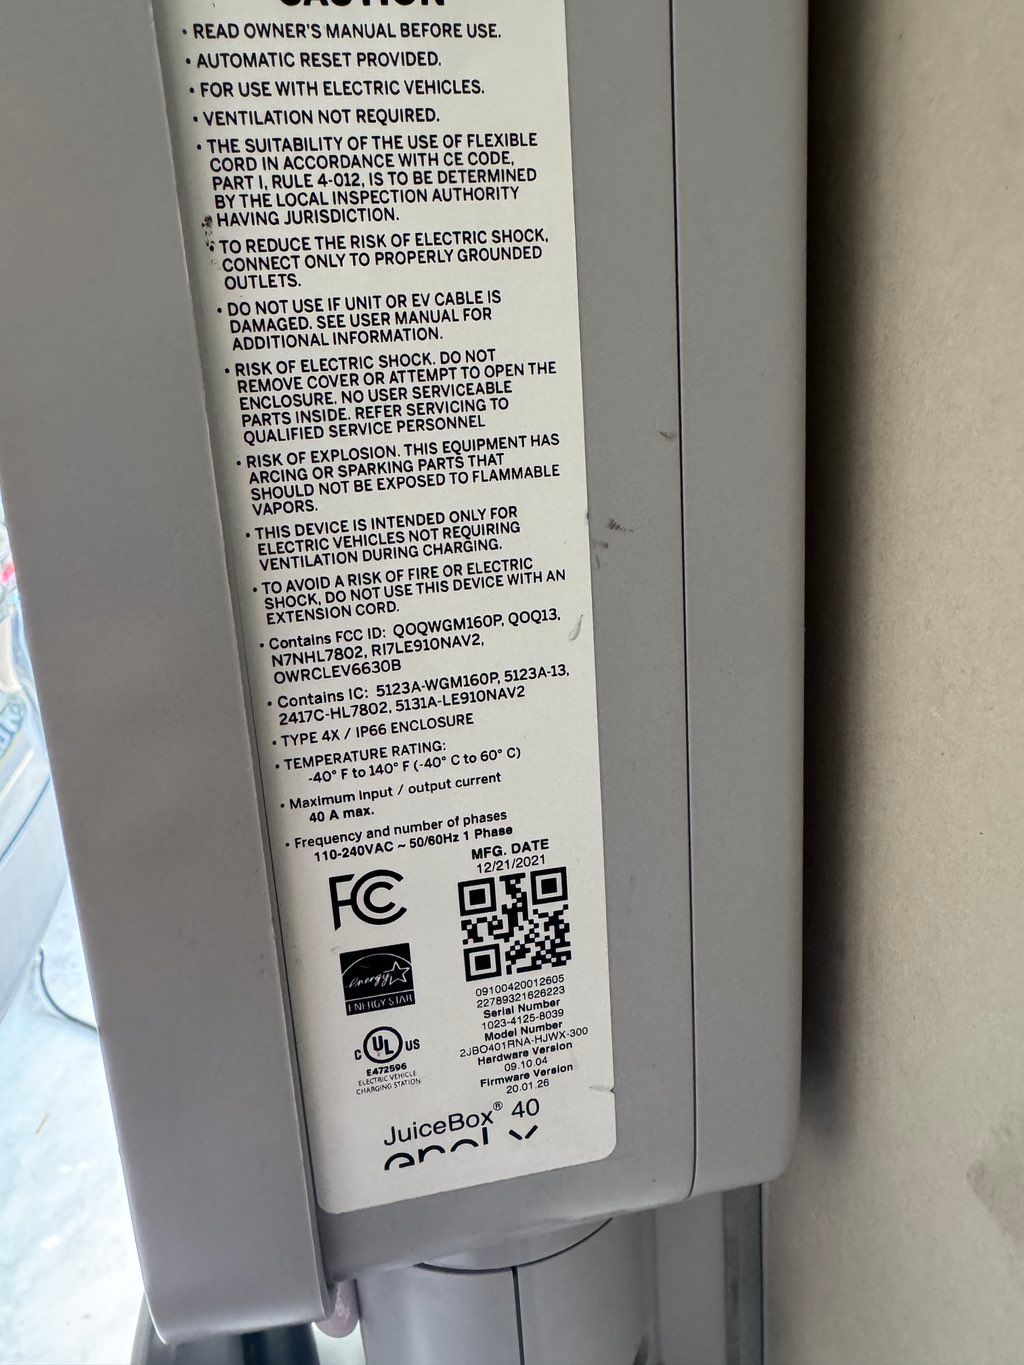 CAUTION
• READ OWNER'S MANUAL BEFORE USE.
• AUTOMATIC RESET PROVIDED.
• FOR USE WITH ELECTRIC VEHICLES.
• VENTILATION NOT REQUIRED.
• THE SUITABILITY OF THE USE OF FLEXIBLE
CORD IN ACCORDANCE WITH CE CODE,
PART I, RULE 4-012, IS TO BE DETERMINED
BY THE LOCAL INSPECTION AUTHORITY
HAVING JURISDICTION.
• TO REDUCE THE RISK OF ELECTRIC SHOCK,
CONNECT ONLY TO PROPERLY GROUNDED
OUTLETS.
• DO NOT USE IF UNIT OR EV CABLE IS
DAMAGED. SEE USER MANUAL FOR
ADDITIONAL INFORMATION.
• RISK OF ELECTRIC SHOCK. DO NOT
REMOVE COVER OR ATTEMPT TO OPEN THE
ENCLOSURE. NO USER SERVICEABLE
PARTS INSIDE. REFER SERVICING TO
QUALIFIED SERVICE PERSONNEL
• RISK OF EXPLOSION. THIS EQUIPMENT HAS
ARCING OR SPARKING PARTS THAT
SHOULD NOT BE EXPOSED TO FLAMMABLE
VAPORS.
• THIS DEVICE IS INTENDED ONLY FOR
ELECTRIC VEHICLES NOT REQUIRING
VENTILATION DURING CHARGING.
• TO AVOID A RISK OF FIRE OR ELECTRIC
SHOCK, DO NOT USE THIS DEVICE WITH AN
EXTENSION CORD.
• Contains FCC ID: QOQWGM160P, QOQ13,
N7NHL7802, RI7LE910NAV2,
OWRCLEV6630B
• Contains IC: 5123A-WGM160P, 5123A-13,
2417C-HL7802, 5131A-LE910NAV2
• TYPE 4X / IP66 ENCLOSURE
• TEMPERATURE RATING:
-40° F to 140° F (-40° C to 60° C)
• Maximum input / output current
40 A max.
• Frequency and number of phases
110-240VAC ~ 50/60Hz 1 Phase
FC
MFG. DATE
12/21/2021
energy
ENERGY STAR
09100420012605
22789321626223
Serial Number
1023-4125-8039
Model Number
2JBO401RNA-HJWX-300
Hardware Version
09.10.04
Firmware Version
20.01.26
C UL US
E472596
ELECTRIC VEHICLE
CHARGING STATION
JuiceBox® 40
enel x